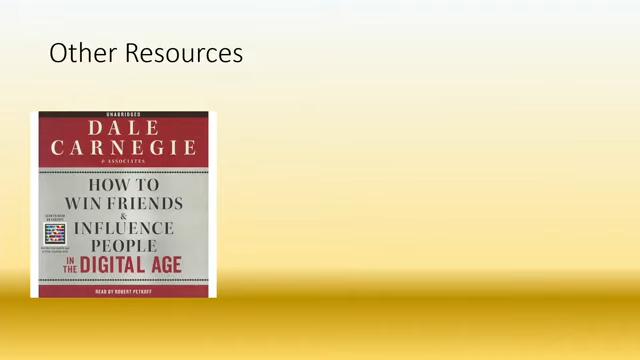 Other Resources
UNABRIDGED
DALE
CARNEGIE
& ASSOCIATES
HOW TO
WIN FRIENDS
&
INFLUENCE
PEOPLE
IN THE DIGITAL AGE
READ BY ROBERT PETKOFF